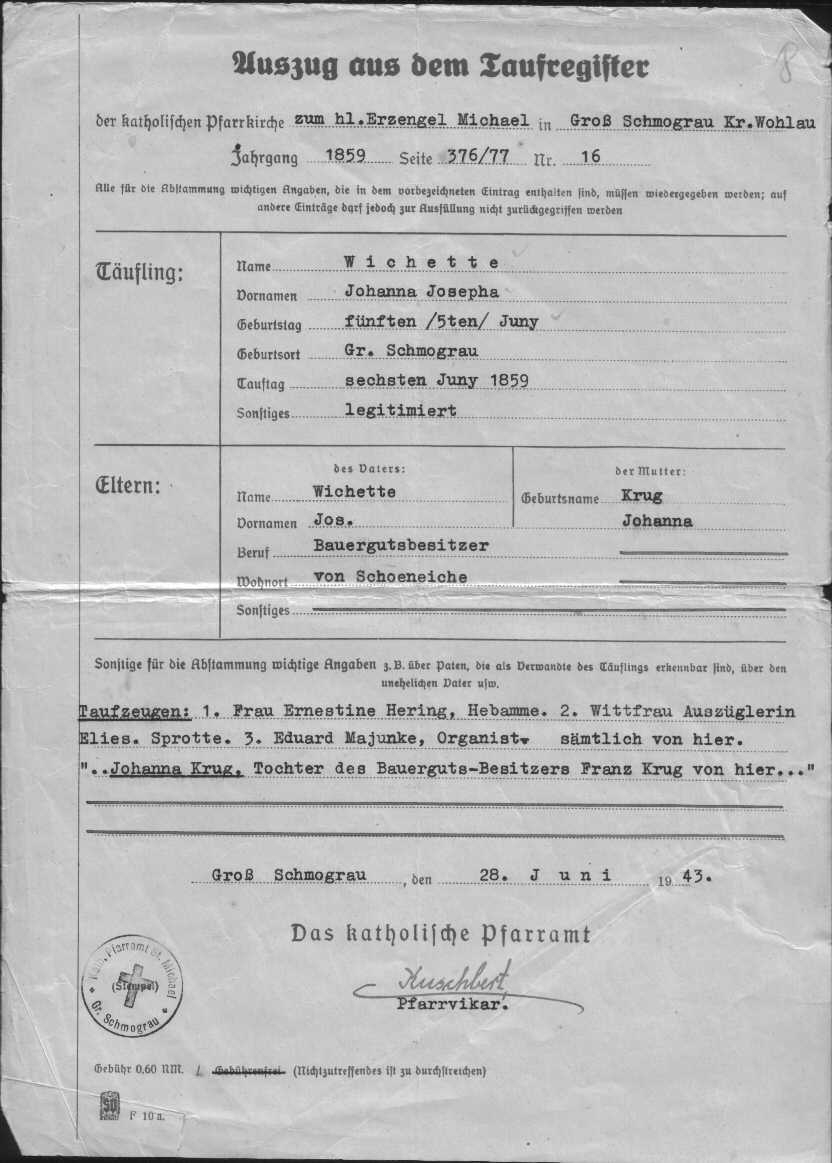 8
Auszug aus dem Taufregister
der katholischen Pfarrkirche zum hl.Erzengel Michael in Groß Schmograu Kr.Wohlau
Jahrgang 1859 Seite 376/77 Nr. 16
Alle für die Abstammung wichtigen Angaben, die in dem vorbezeichneten Eintrag enthalten sind, müssen wiedergegeben werden; auf
andere Einträge darf jedoch zur Ausfüllung nicht zurückgegriffen werden
Täufling:
Name W i c h e t t e
Vornamen Johanna Josepha
Geburtstag fünften /5ten/ Juny
Geburtsort Gr. Schmograu
Tauftag sechsten Juny 1859
Sonstiges legitimiert
Eltern:
des Vaters: der Mutter:
Name Wichette Geburtsname Krug
Vornamen Jos. Johanna
Beruf Bauergutsbesitzer
Wohnort von Schoeneiche
Sonstiges
Sonstige für die Abstammung wichtige Angaben z.B. über Paten, die als Verwandte des Täuflings erkennbar sind, über den
unehelichen Vater usw.
Taufzeugen: 1. Frau Ernestine Hering, Hebamme. 2. Wittfrau Auszüglerin
Elies. Sprotte. 3. Eduard Majunke, Organist. sämtlich von hier.
"..Johanna Krug. Tochter des Bauerguts-Besitzers Franz Krug von hier..."
Groß Schmograu, den 28. J u n i 19 43.
Das katholische Pfarramt
Kuschbert
Pfarrvikar.
Kath. Pfarramt St. Michael
(Stempel)
Gr. Schmograu
Gebühr 0,60 RM. / Gebührenfrei (Nichtzutreffendes ist zu durchstreichen)
F 10a.